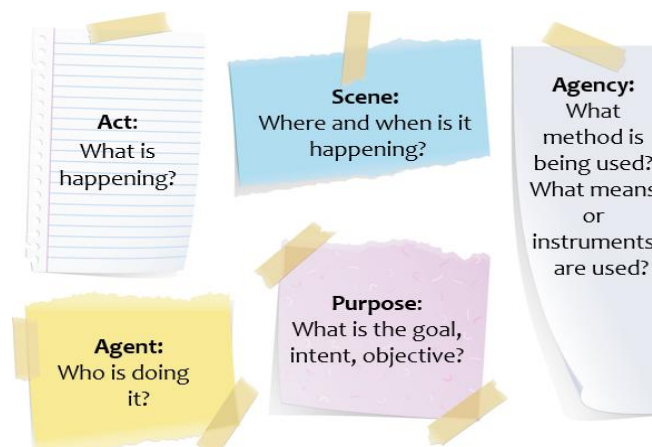 Act:
What is
happening?
Scene:
Where and when is it
happening?
Agency:
What
method is
being used?
What means
or
instruments
are used?
Agent:
Who is doing
it?
Purpose:
What is the goal,
intent, objective?